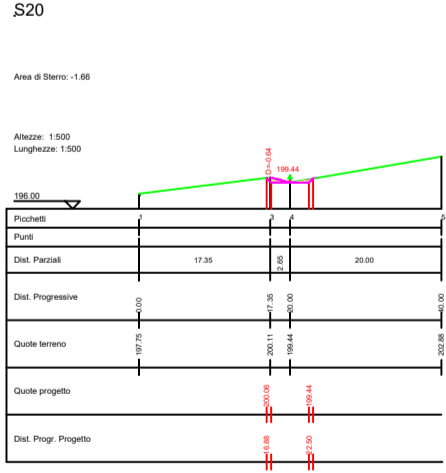 S20
Area di Sterro: -1.66
Altezze: 1:500
Lunghezze: 1:500
D=-0.64
199.44
196.00
Picchetti 1 3 4 5
Punti
Dist. Parziali 17.35 2.65 20.00
Dist. Progressive 0.00 17.35 20.00 40.00
Quote terreno 197.75 200.11 199.44 202.88
Quote progetto 200.06 199.44
Dist. Progr. Progetto 16.88 22.50